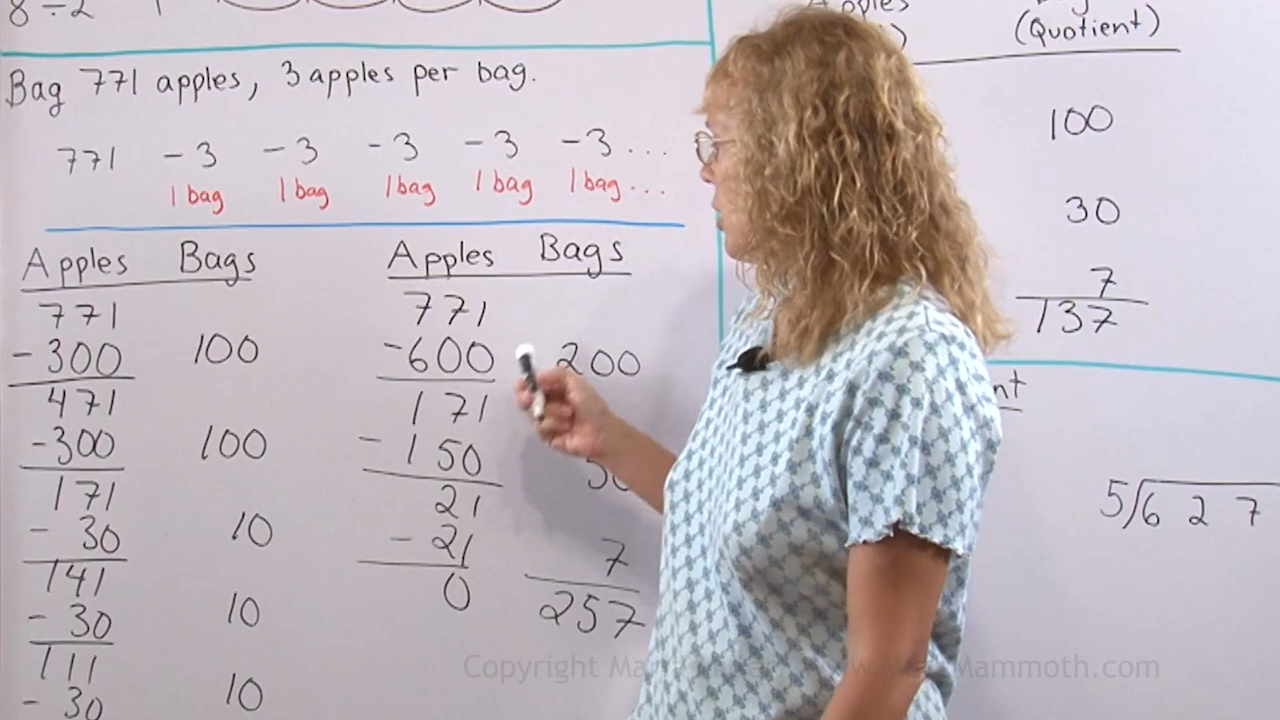 8 ÷ 2
Bag 771 apples, 3 apples per bag.
771 - 3 - 3 - 3 - 3 - 3 ...
1 bag 1 bag 1 bag 1 bag 1 bag ...
Apples Bags
771
- 300 100
471
- 300 100
171
- 30 10
141
- 30 10
111
- 30 10
Apples Bags
771
- 600 200
171
- 150
21
- 21 7
0 257
Apples
(Quotient)
100
30
7
137
5 627
Copyright Mammoth.com